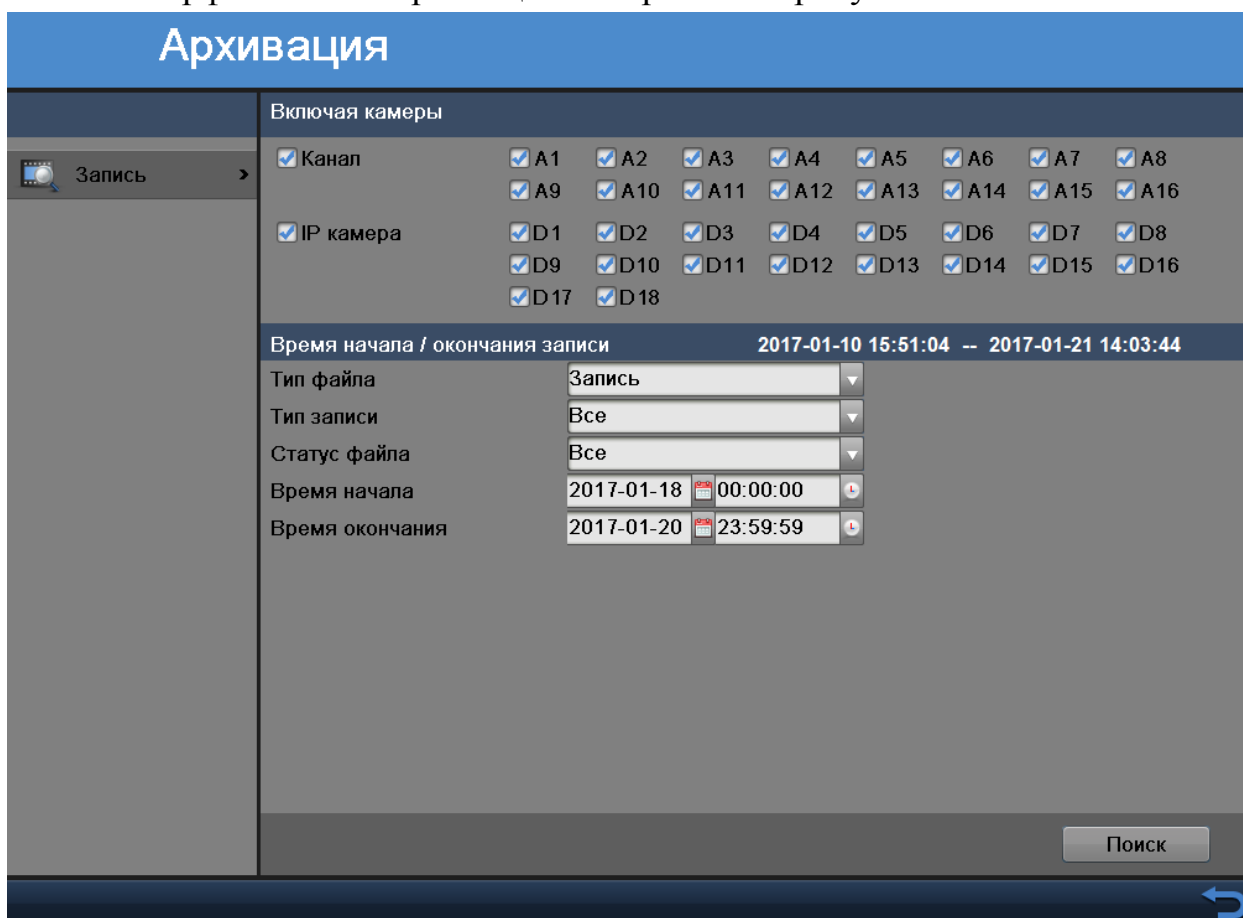 Архивация
Включая камеры
Запись
Канал A1 A2 A3 A4 A5 A6 A7 A8
A9 A10 A11 A12 A13 A14 A15 A16
IP камера D1 D2 D3 D4 D5 D6 D7 D8
D9 D10 D11 D12 D13 D14 D15 D16
D17 D18
Время начала / окончания записи 2017-01-10 15:51:04 -- 2017-01-21 14:03:44
Тип файла Запись
Тип записи Все
Статус файла Все
Время начала 2017-01-18 00:00:00
Время окончания 2017-01-20 23:59:59
Поиск